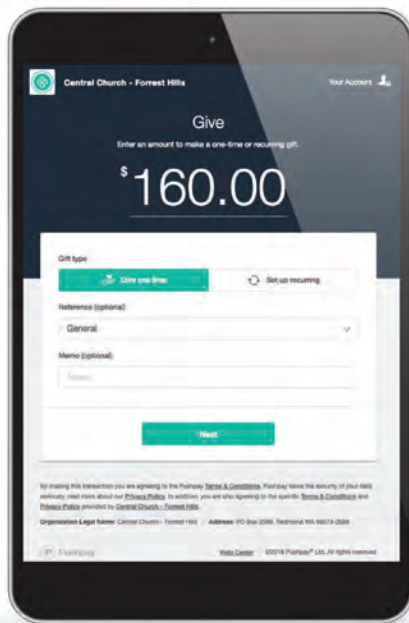 Central Church - Forrest Hills
Your Account
Give
Enter an amount to make a one-time or recurring gift.
$160.00
Gift type
Give one time
Set up recurring
Reference (optional)
General
Memo (optional)
Next
By making this transaction you are agreeing to the Pushpay Terms & Conditions. Pushpay takes the security of your data
seriously, read more about our Privacy Policy. In addition, you are also agreeing to the specific Terms & Conditions and
Privacy Policy provided by Central Church - Forrest Hills.
Organization Legal Name: Central Church - Forrest Hills Address: PO Box 2989, Redmond WA 98073-2989
Pushpay
Help Center ©2018 Pushpay® Ltd, All rights reserved